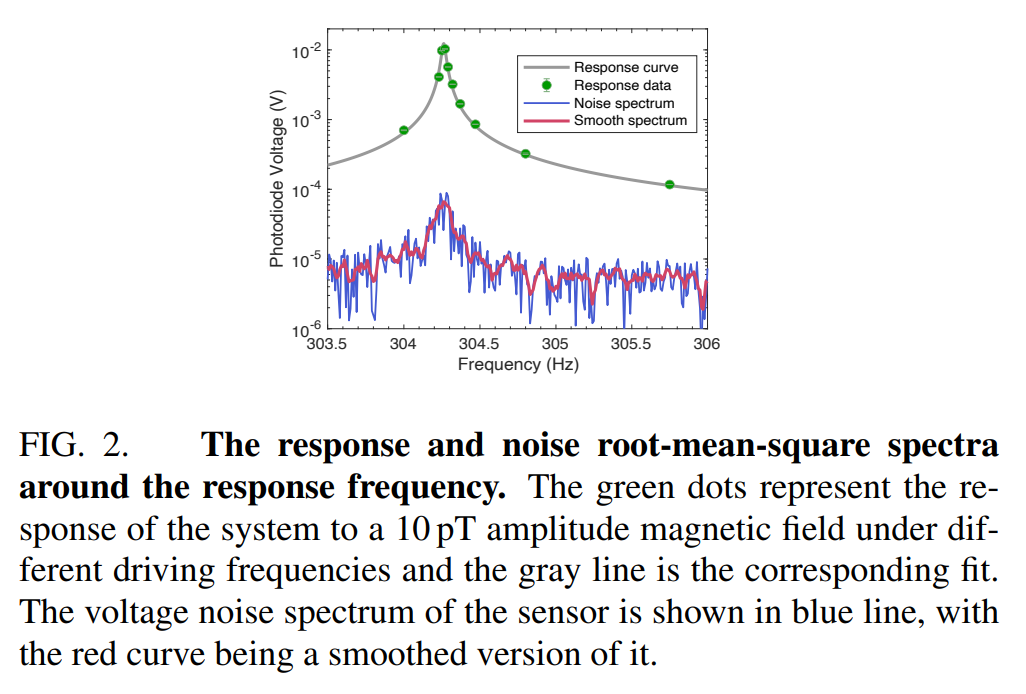 10-2
10-3
10-4
10-5
10-6
Photodiode Voltage (V)
Response curve
Response data
Noise spectrum
Smooth spectrum
303.5 304 304.5 305 305.5 306
Frequency (Hz)
FIG. 2. The response and noise root-mean-square spectra
around the response frequency. The green dots represent the re-
sponse of the system to a 10 pT amplitude magnetic field under dif-
ferent driving frequencies and the gray line is the corresponding fit.
The voltage noise spectrum of the sensor is shown in blue line, with
the red curve being a smoothed version of it.